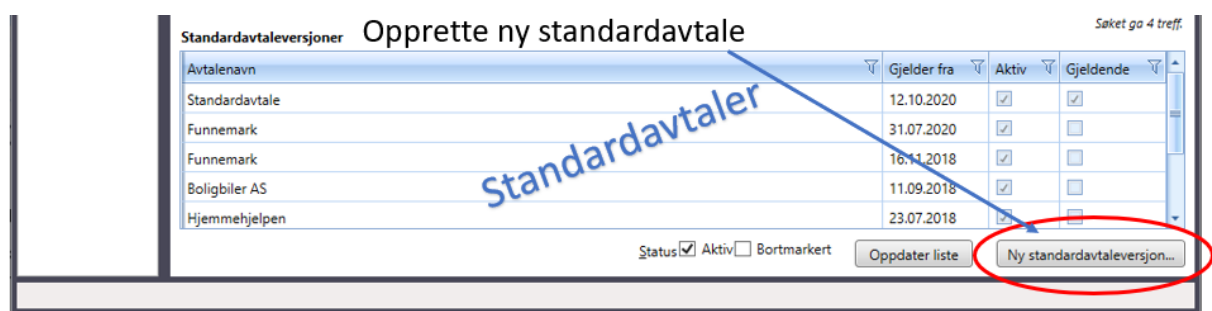 Søket ga 4 treff.
Standardavtaleversjoner Opprette ny standardavtale
Avtalenavn Gjelder fra Aktiv Gjeldende
Standardavtale 12.10.2020
Funnemark 31.07.2020
Funnemark 16.11.2018
Boligbiler AS 11.09.2018
Hjemmehjelpen 23.07.2018
Standardavtaler
Status Aktiv Bortmarkert Oppdater liste Ny standardavtaleversjon...